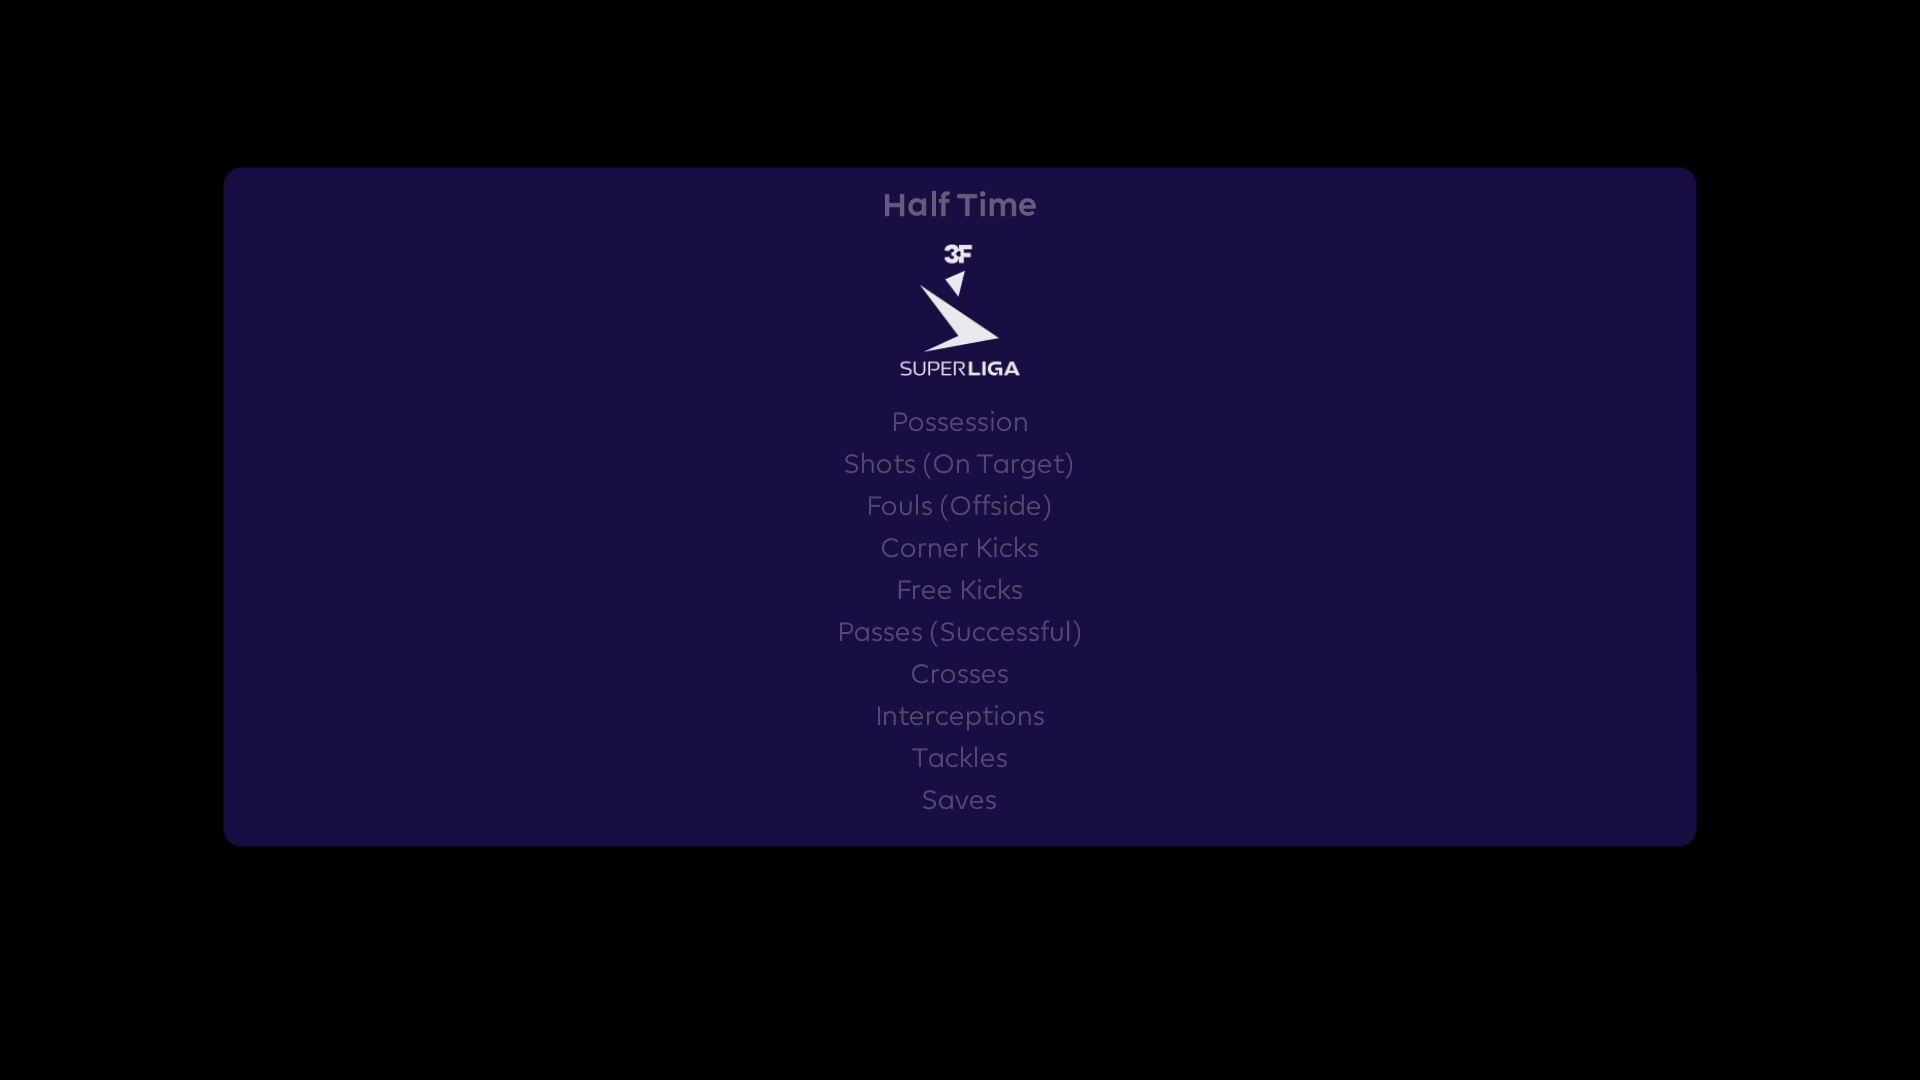 Half Time
3F
SUPERLIGA
Possession
Shots (On Target)
Fouls (Offside)
Corner Kicks
Free Kicks
Passes (Successful)
Crosses
Interceptions
Tackles
Saves